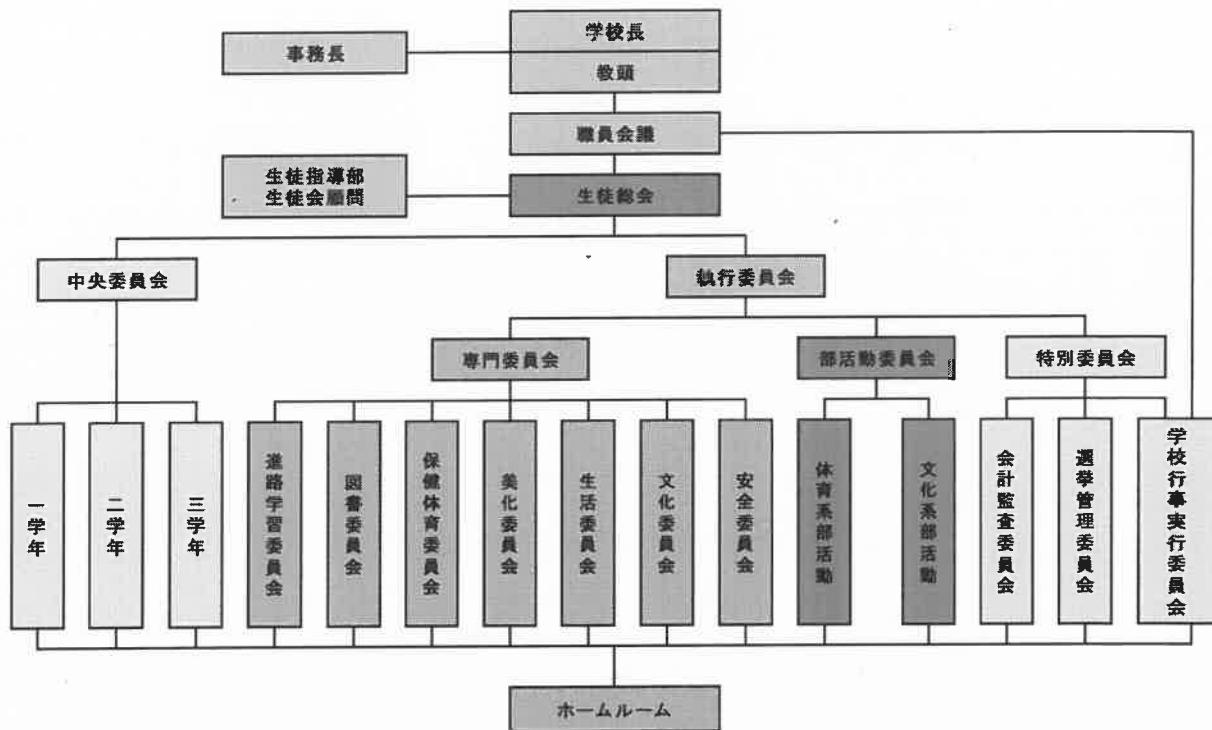 学校長
事務長
教頭
職員会議
生徒指導部
生徒会顧問
生徒総会
中央委員会
執行委員会
専門委員会
部活動委員会
特別委員会
一学年
二学年
三学年
進路学習委員会
図書委員会
保健体育委員会
美化委員会
生活委員会
文化委員会
安全委員会
体育系部活動
文化系部活動
会計監査委員会
選挙管理委員会
学校行事実行委員会
ホームルーム